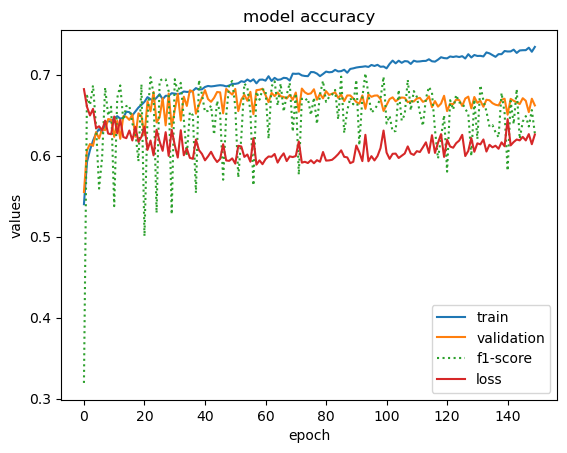 model accuracy
values
0.7
0.6
0.5
0.4
0.3
0
20
40
60
80
100
120
140
epoch
train
validation
f1-score
loss